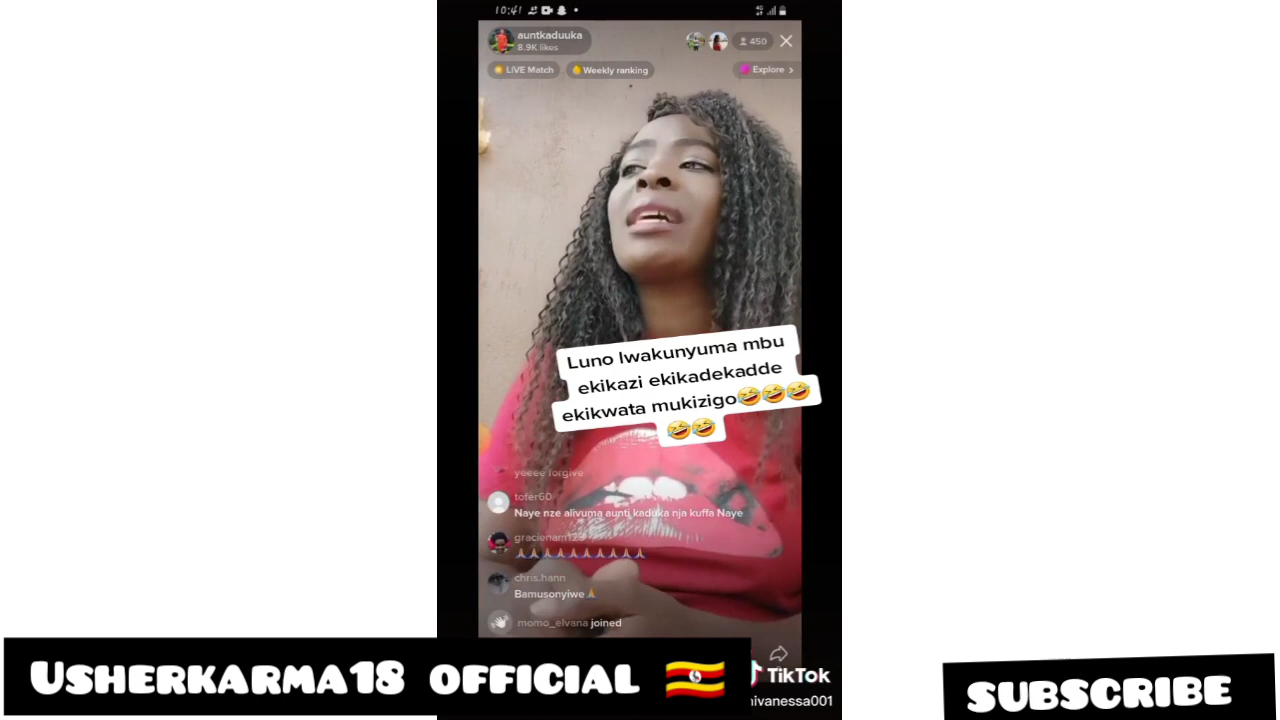 10:41
auntkaduuka
8.9K likes
450
LIVE Match
Weekly ranking
Explore >
Luno lwakunyuma mbu
ekikazi ekikadekadde
ekikwata mukizigo🤣🤣🤣
🤣🤣
yeeee forgive
tofer60
Naye nze alivuma aunti kaduka nja kuffa Naye
gracienam123
🙏🙏🙏🙏🙏🙏🙏🙏🙏🙏
chris.hann
Bamusonyiwe🙏
momo_elvana joined
USHERKARMA18 OFFICIAL 🇺🇬
TikTok
nivanessa001
SUBSCRIBE